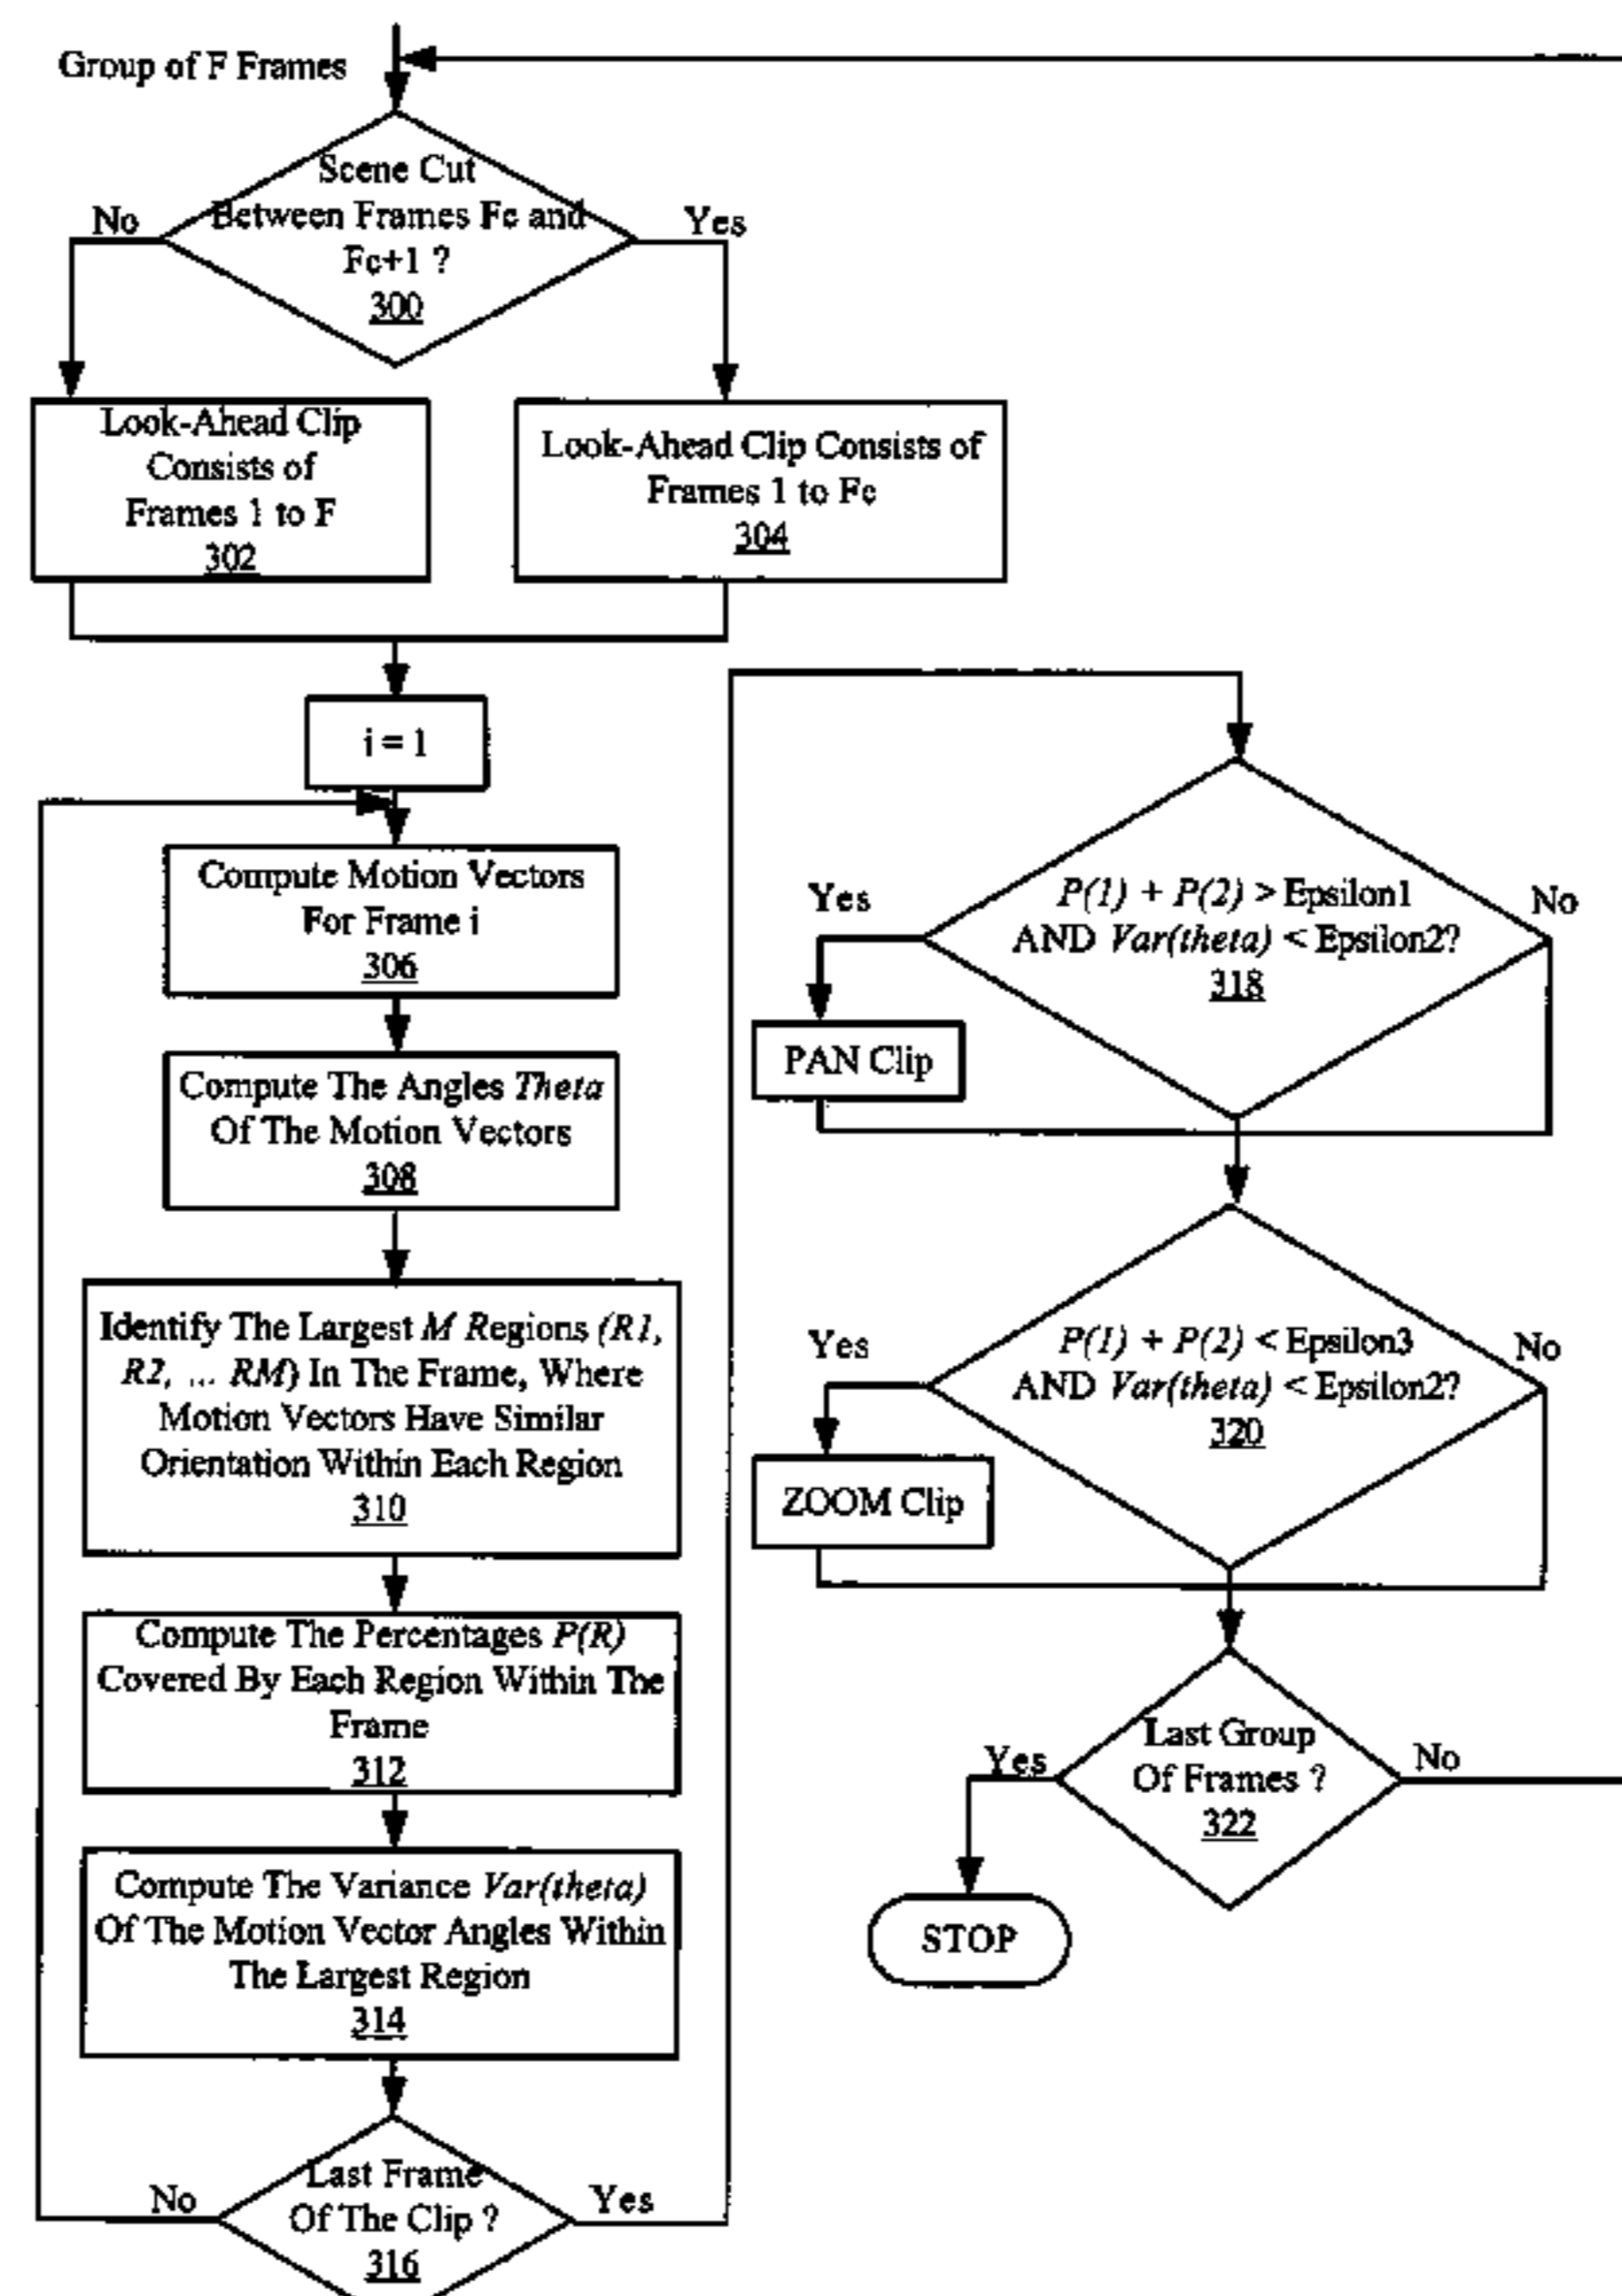 Group of F Frames
Scene Cut
Between Frames Fc and
Fc+1 ?
300
No
Yes
Look-Ahead Clip
Consists of
Frames 1 to F
302
Look-Ahead Clip Consists of
Frames 1 to Fc
304
i = 1
Compute Motion Vectors
For Frame i
306
Compute The Angles Theta
Of The Motion Vectors
308
Identify The Largest M Regions (R1,
R2, ... RM) In The Frame, Where
Motion Vectors Have Similar
Orientation Within Each Region
310
Compute The Percentages P(R)
Covered By Each Region Within The
Frame
312
Compute The Variance Var(theta)
Of The Motion Vector Angles Within
The Largest Region
314
Last Frame
Of The Clip ?
316
No
Yes
P(1) + P(2) > Epsilon1
AND Var(theta) < Epsilon2?
318
Yes
No
PAN Clip
P(1) + P(2) < Epsilon3
AND Var(theta) < Epsilon2?
320
Yes
No
ZOOM Clip
Last Group
Of Frames ?
322
Yes
No
STOP